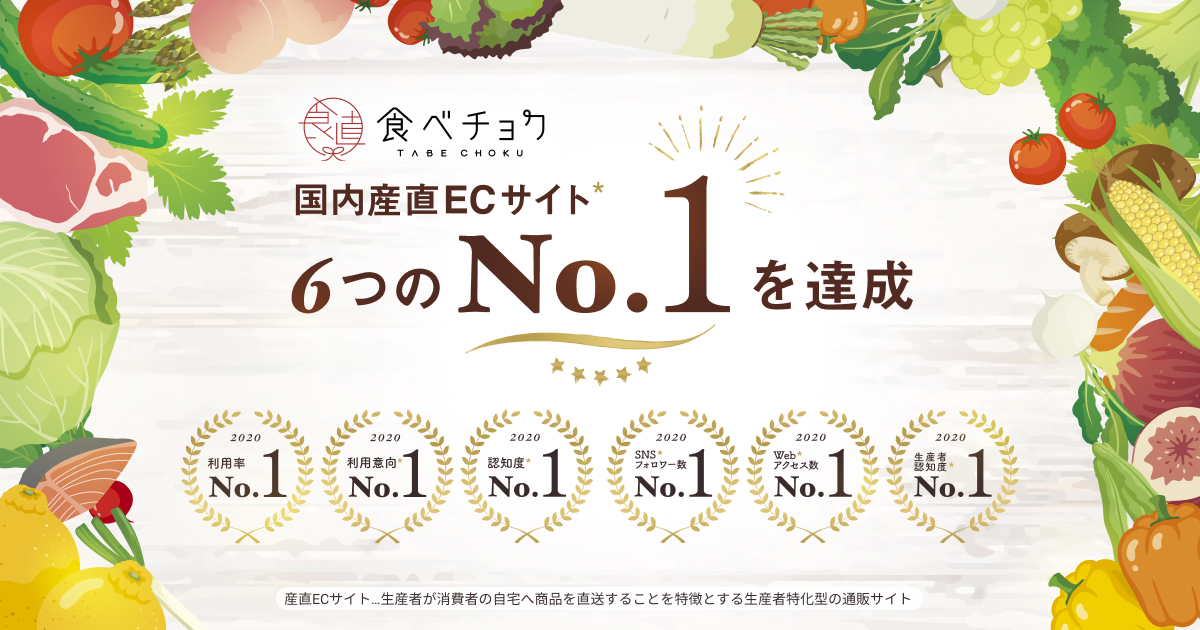 食直
食べチョク
TABE CHOKU
国内産直ECサイト*
6つのNo.1を達成
2020
利用率
No.1
2020
利用意向*
No.1
2020
認知度*
No.1
2020
SNS*
フォロワー数
No.1
2020
Web*
アクセス数
No.1
2020
生産者
認知度*
No.1
産直ECサイト...生産者が消費者の自宅へ商品を直送することを特徴とする生産者特化型の通販サイト